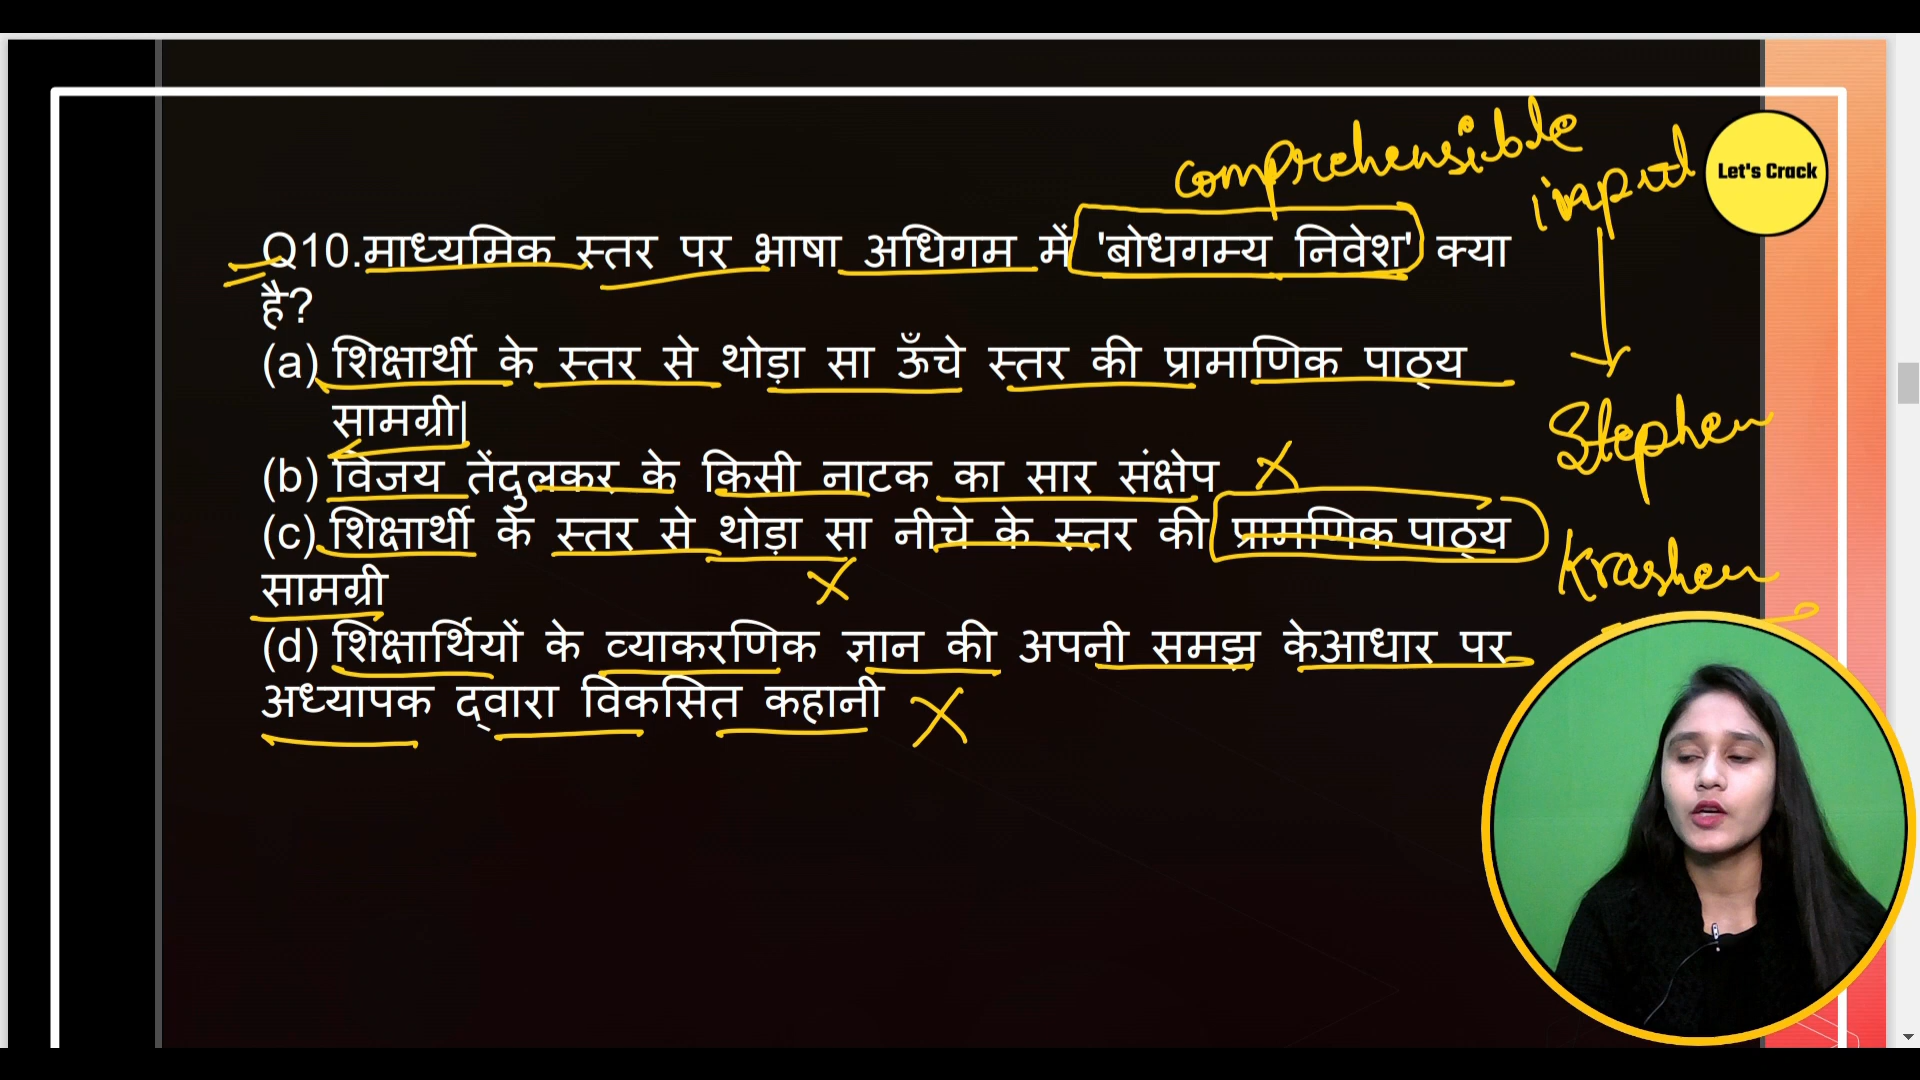 comprehensible
input
Let's Crack
Q10.माध्यमिक स्तर पर भाषा अधिगम में 'बोधगम्य निवेश' क्या
है?
(a) शिक्षार्थी के स्तर से थोड़ा सा ऊँचे स्तर की प्रामाणिक पाठ्य
सामग्री|
Stephen
(b) विजय तेंदुलकर के किसी नाटक का सार संक्षेप
(c) शिक्षार्थी के स्तर से थोड़ा सा नीचे के स्तर की प्रामणिक पाठ्य
Krashen
सामग्री
(d) शिक्षार्थियों के व्याकरणिक ज्ञान की अपनी समझ केआधार पर
अध्यापक द्वारा विकसित कहानी